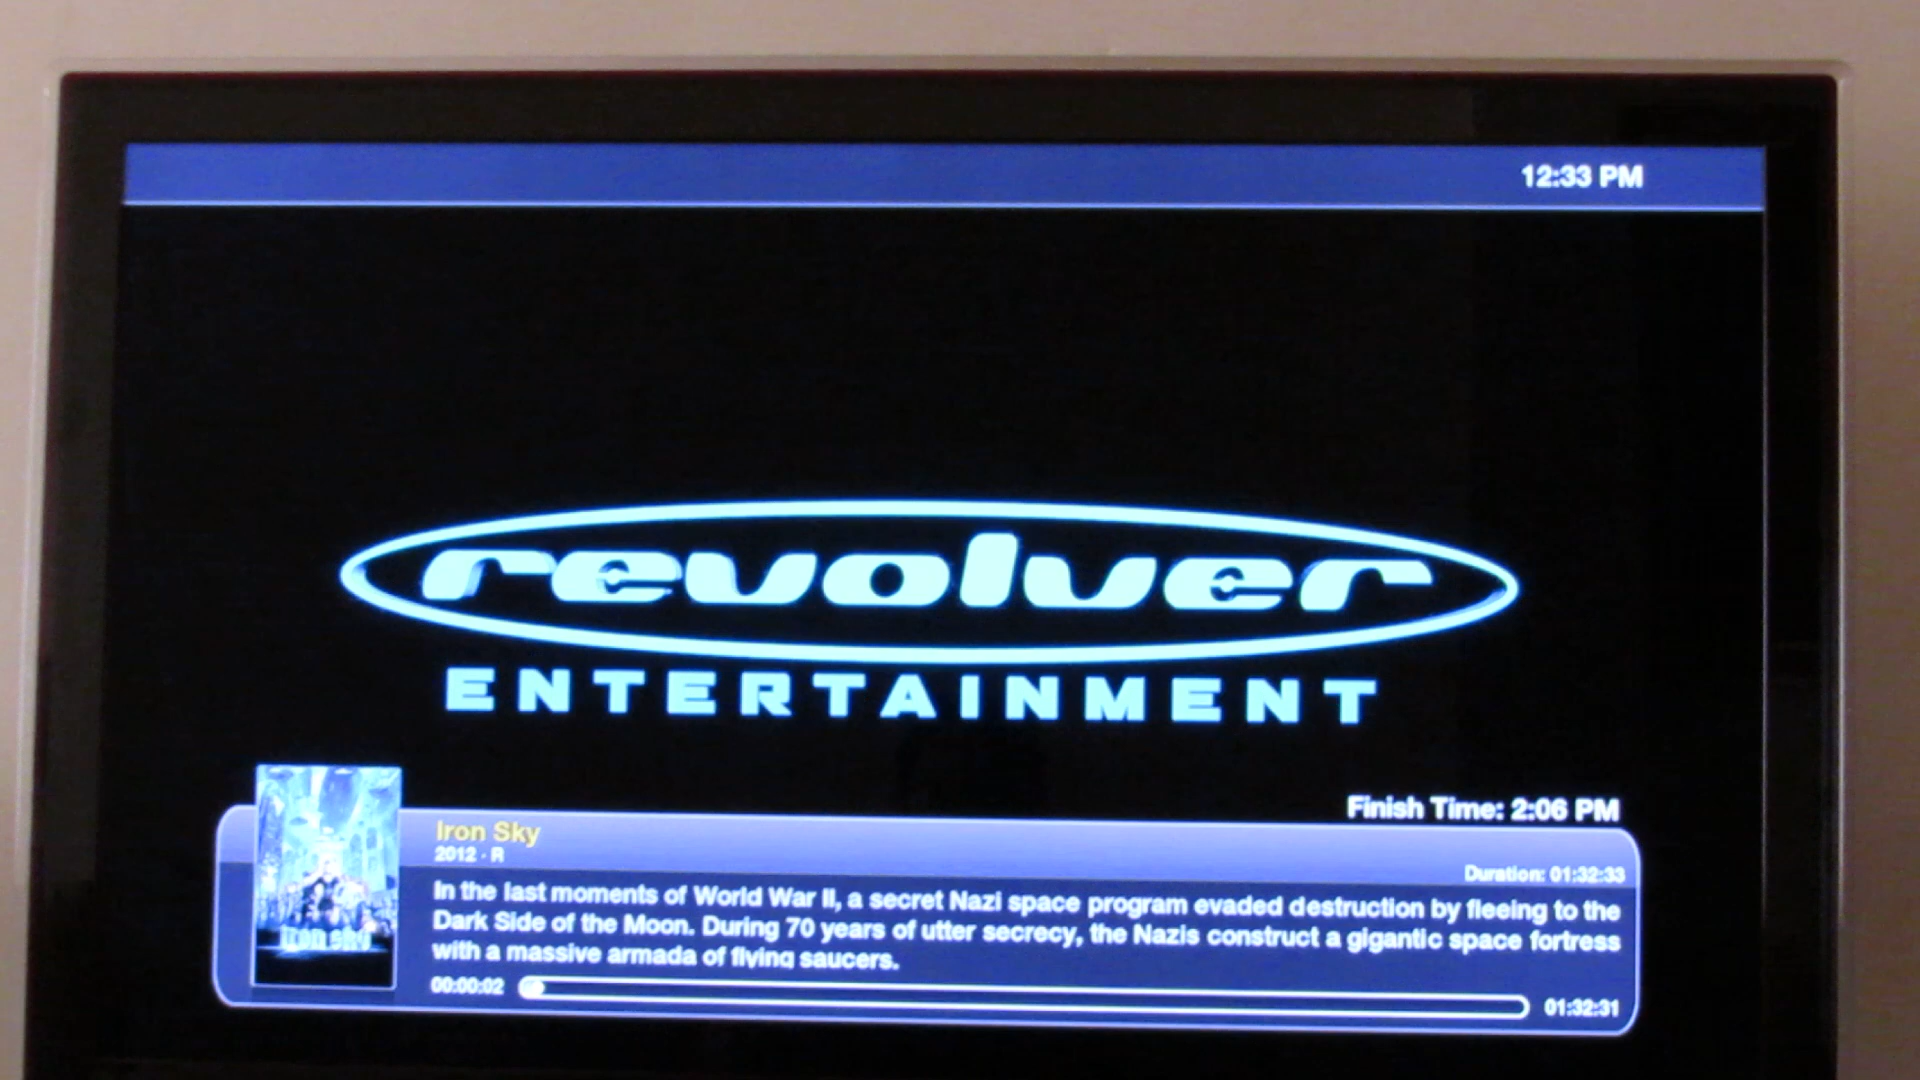 12:33 PM
revolver
ENTERTAINMENT
Finish Time: 2:06 PM
Iron Sky
2012 · R
Duration: 01:32:33
In the last moments of World War II, a secret Nazi space program evaded destruction by fleeing to the
Dark Side of the Moon. During 70 years of utter secrecy, the Nazis construct a gigantic space fortress
with a massive armada of flying saucers.
00:00:02
01:32:31
IRON SKY